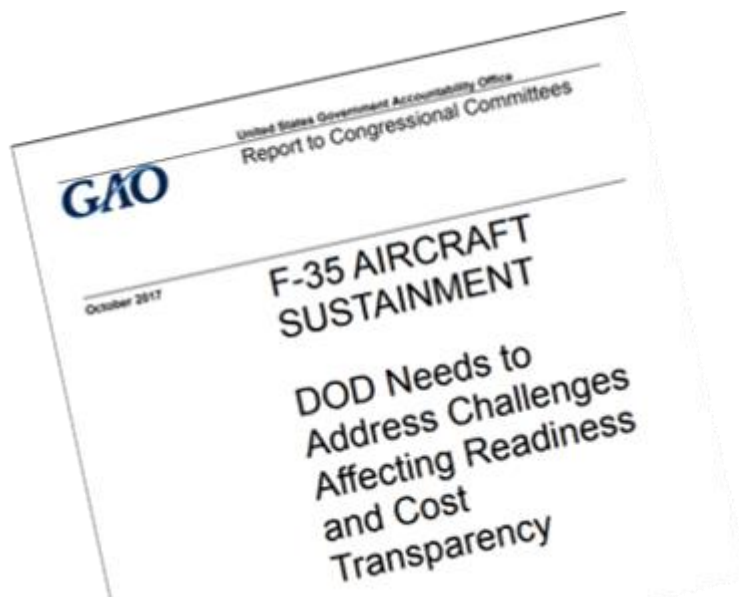 United States Government Accountability Office
Report to Congressional Committees
GAO
October 2017
F-35 AIRCRAFT
SUSTAINMENT
DOD Needs to
Address Challenges
Affecting Readiness
and Cost
Transparency